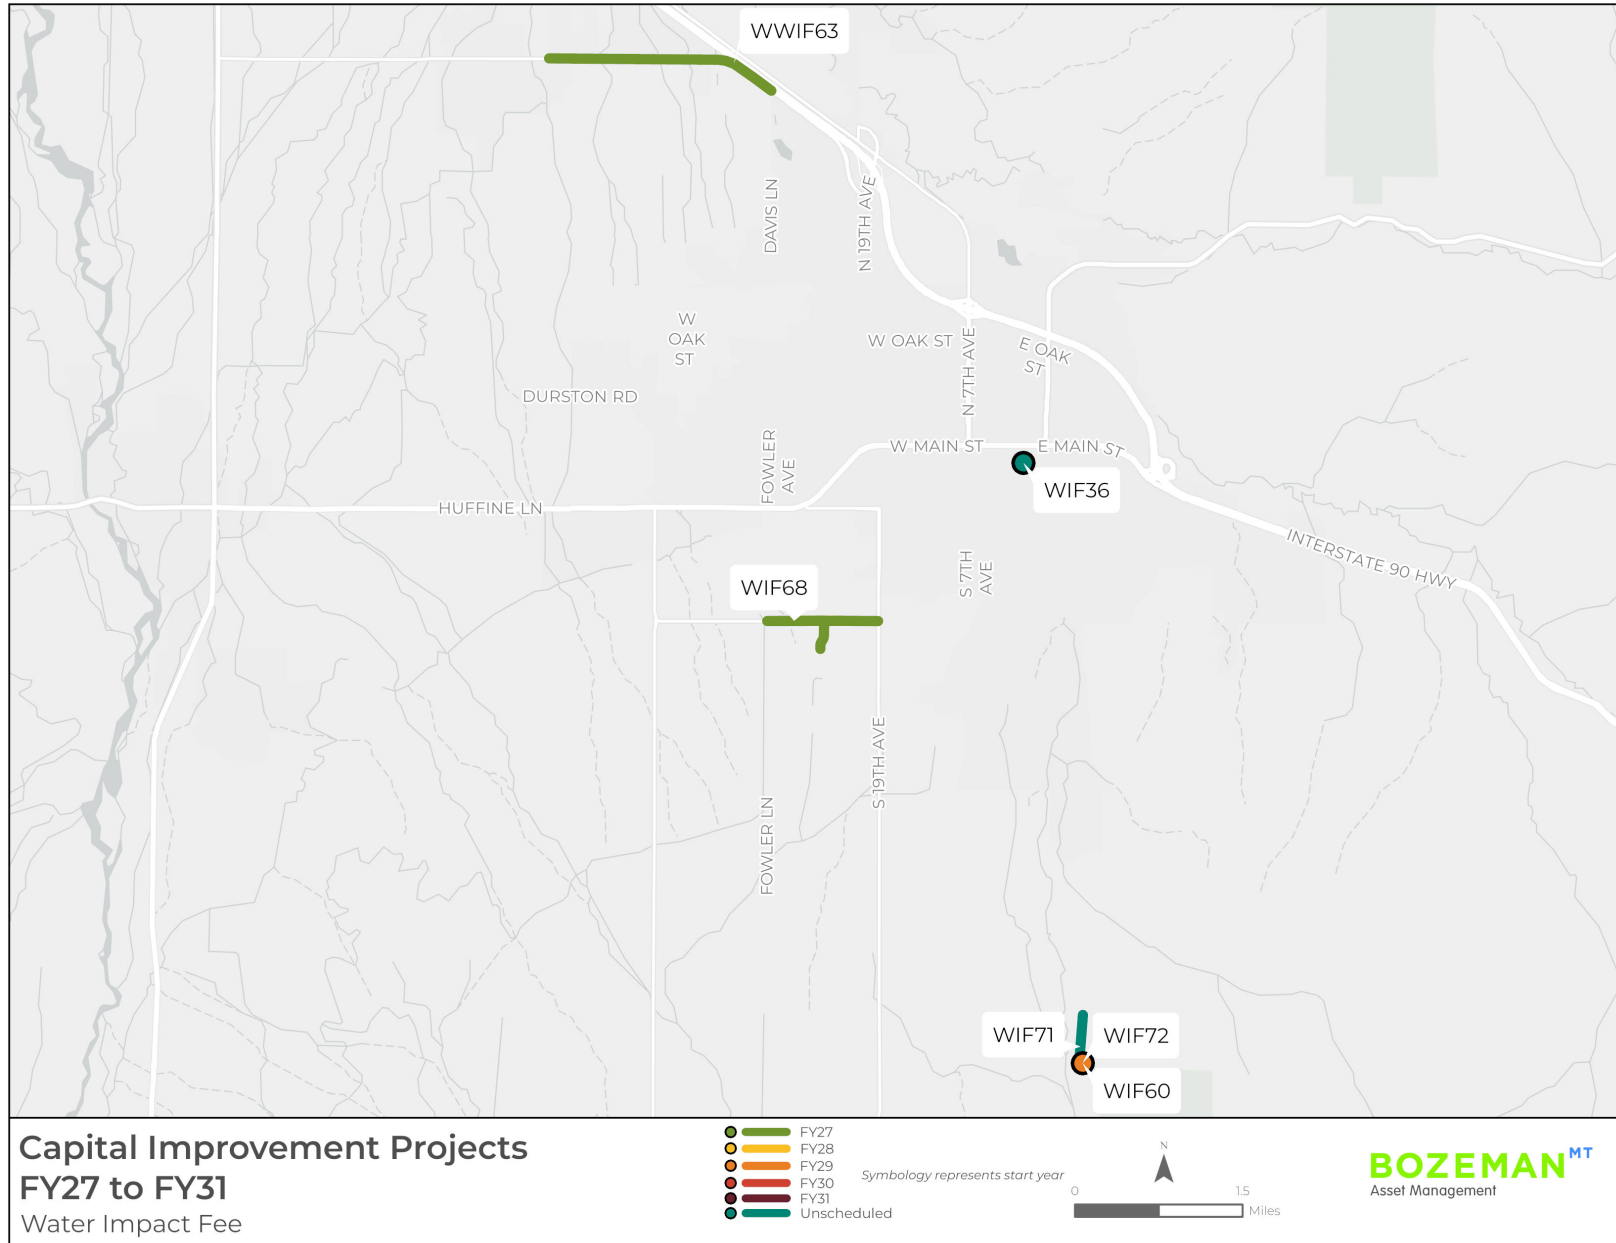 WWIF63
DAVIS LN
N 19TH AVE
W
OAK
ST
W OAK ST
N 7TH AVE
E OAK
ST
DURSTON RD
FOWLER
AVE
W MAIN ST
E MAIN ST
WIF36
HUFFINE LN
INTERSTATE 90 HWY
S 7TH
AVE
WIF68
S 19TH AVE
FOWLER LN
WIF71
WIF72
WIF60
Capital Improvement Projects
FY27 to FY31
Water Impact Fee
FY27
FY28
FY29
FY30
FY31
Unscheduled
Symbology represents start year
N
0 1.5
Miles
BOZEMAN MT
Asset Management